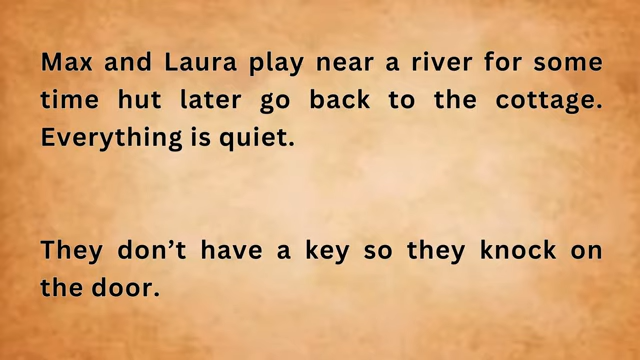 Max and Laura play near a river for some
time hut later go back to the cottage.
Everything is quiet.
They don’t have a key so they knock on
the door.